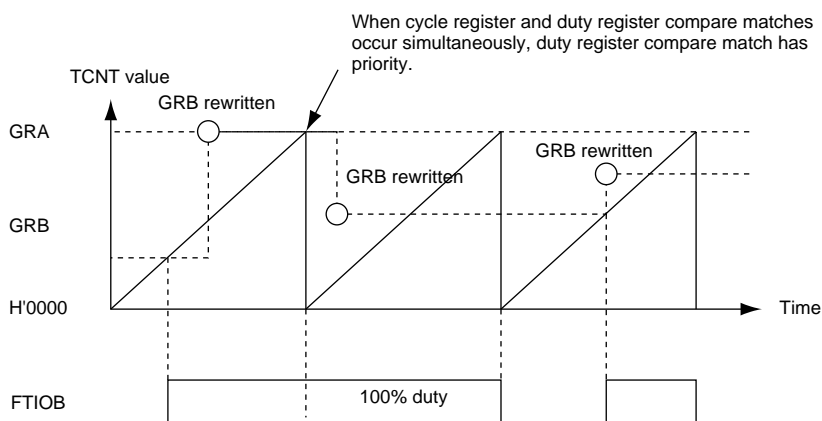 When cycle register and duty register compare matches
occur simultaneously, duty register compare match has
priority.
TCNT value
GRB rewritten
GRA
GRB rewritten
GRB rewritten
GRB
H'0000
Time
100% duty
FTIOB